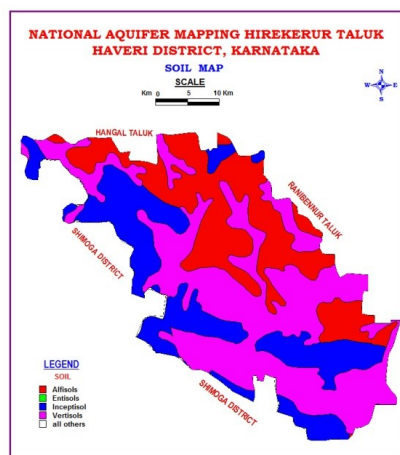 NATIONAL AQUIFER MAPPING HIREKERUR TALUK
HAVERI DISTRICT, KARNATAKA
SOIL MAP
SCALE
Km 0 5 10 Km
N
W E
S
HANGAL TALUK
RANIBENNUR TALUK
SHIMOGA DISTRICT
SHIMOGA DISTRICT
LEGEND
SOIL
Alfisols
Entisols
Inceptisol
Vertisols
all others